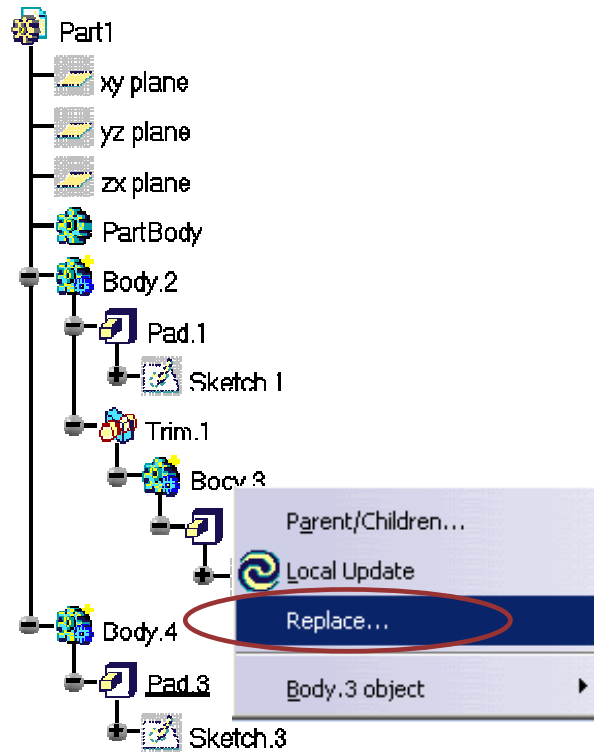 Part1
xy plane
yz plane
zx plane
PartBody
Body.2
Pad.1
Sketch.1
Trim.1
Body.3
Parent/Children...
Local Update
Replace...
Body.4
Body.3 object
Pad.3
Sketch.3